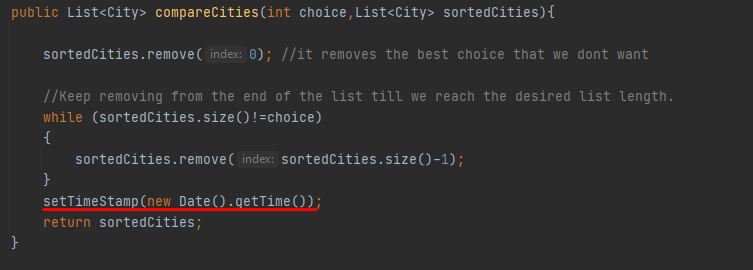 public List<City> compareCities(int choice,List<City> sortedCities){
sortedCities.remove( index: 0); //it removes the best choice that we dont want
//Keep removing from the end of the list till we reach the desired list length.
while (sortedCities.size()!=choice)
{
sortedCities.remove( index: sortedCities.size()-1);
}
setTimeStamp(new Date().getTime());
return sortedCities;
}